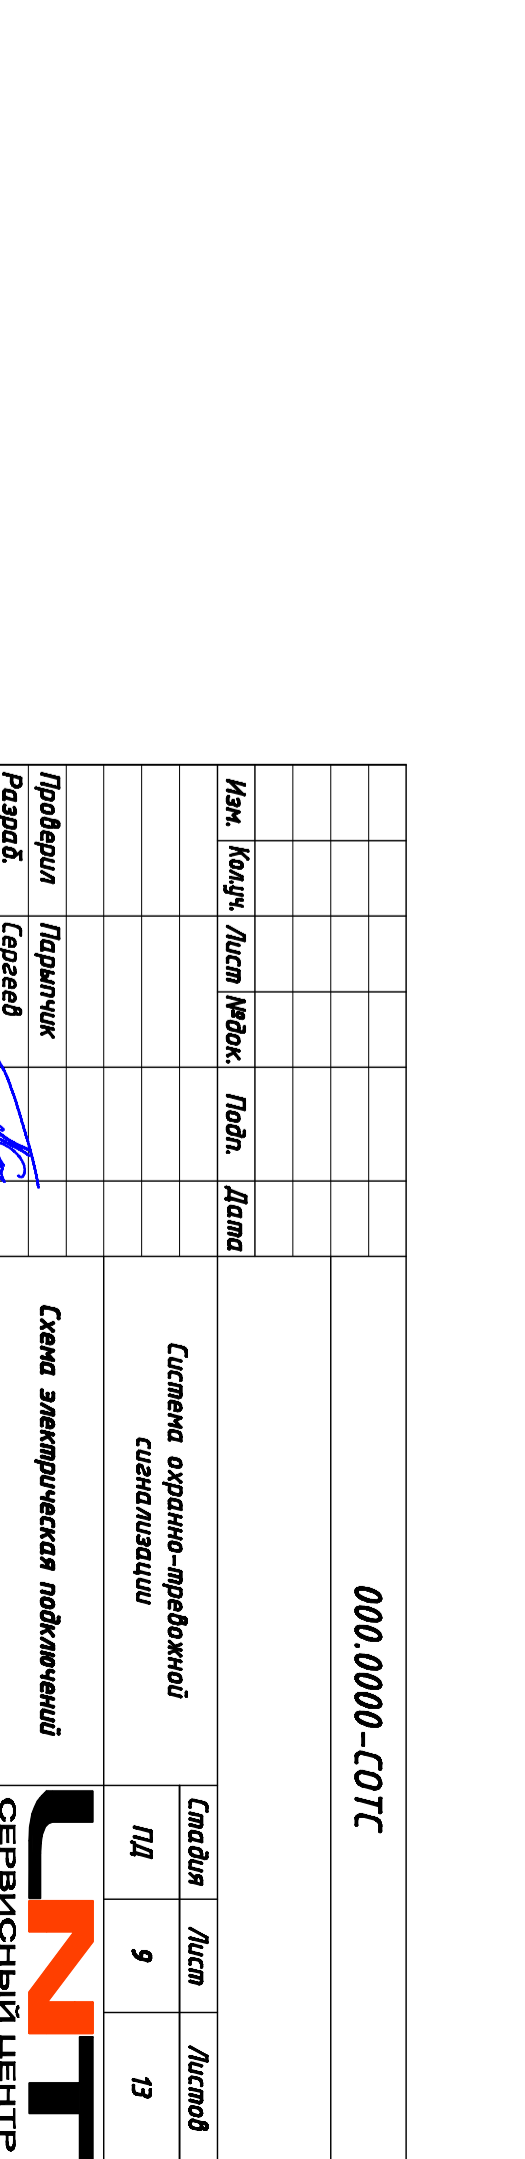 000.0000-СОТС
Изм. Кол.уч. Лист №док. Подп. Дата
Система охранно-тревожной
сигнализации
Стадия Лист Листов
ПД 9 13
Проверил Парыпчик
Разраб. Сергеев
Схема электрическая подключений
UNT
СЕРВИСНЫЙ ЦЕНТР